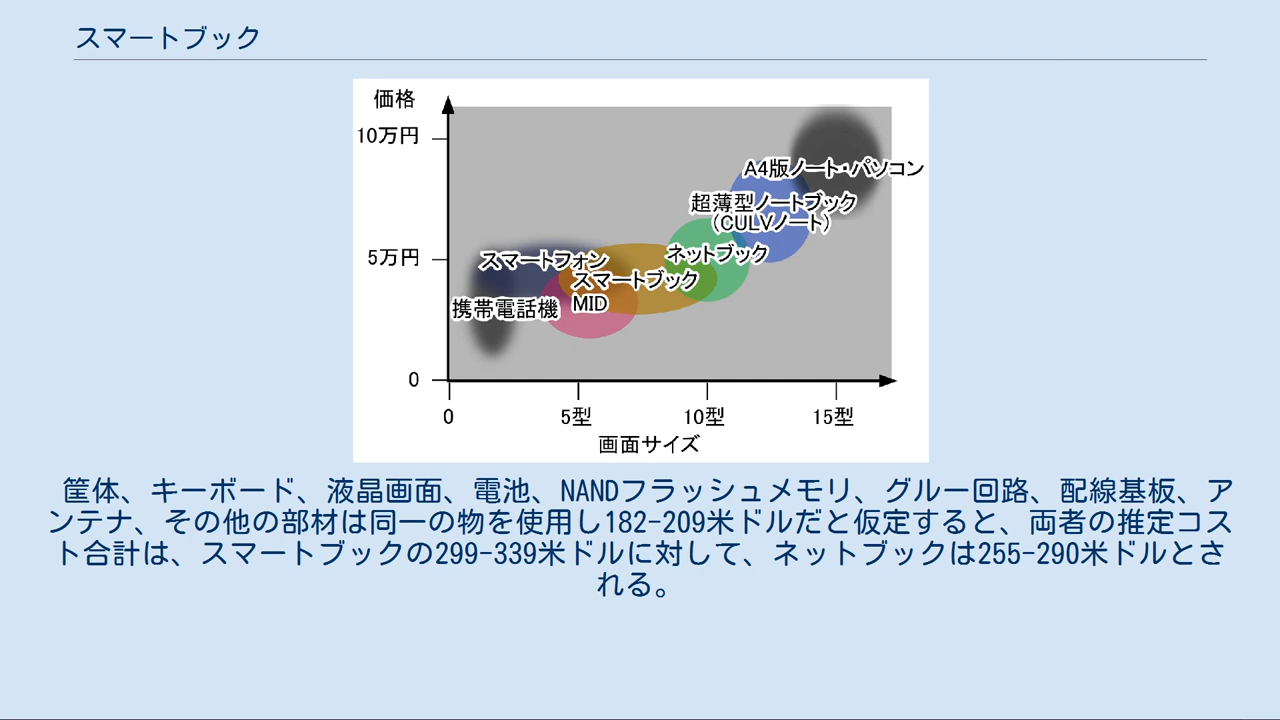 スマートブック
価格
10万円
A4版ノート・パソコン
超薄型ノートブック
(CULVノート)
ネットブック
5万円
スマートフォン
スマートブック
MID
携帯電話機
0
0
5型
10型
15型
画面サイズ
筐体、キーボード、液晶画面、電池、NANDフラッシュメモリ、グルー回路、配線基板、ア
ンテナ、その他の部材は同一の物を使用し182-209米ドルだと仮定すると、両者の推定コス
ト合計は、スマートブックの299-339米ドルに対して、ネットブックは255-290米ドルとさ
れる。